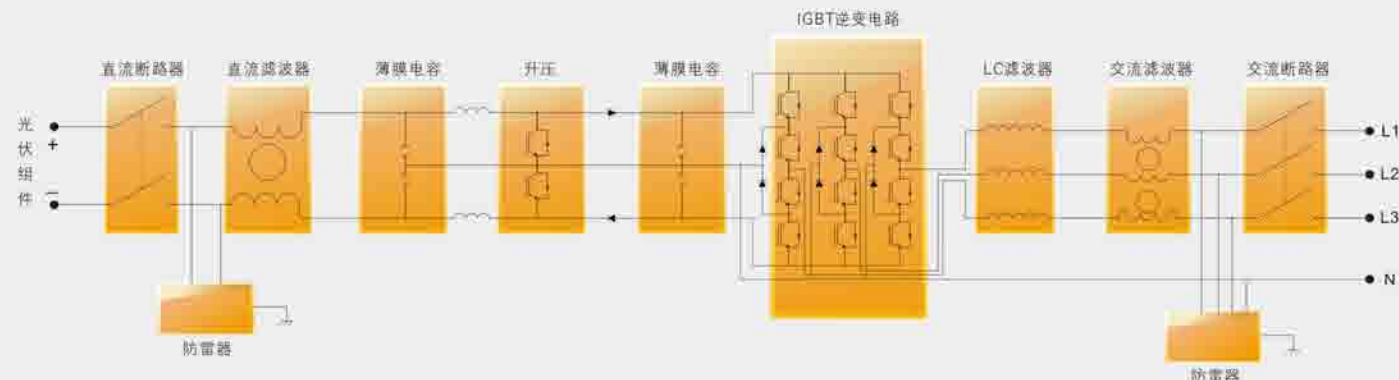 IGBT逆变电路
直流断路器
直流滤波器
薄膜电容
升压
薄膜电容
LC滤波器
交流滤波器
交流断路器
光伏组件
+
−
L1
L2
L3
N
防雷器
防雷器